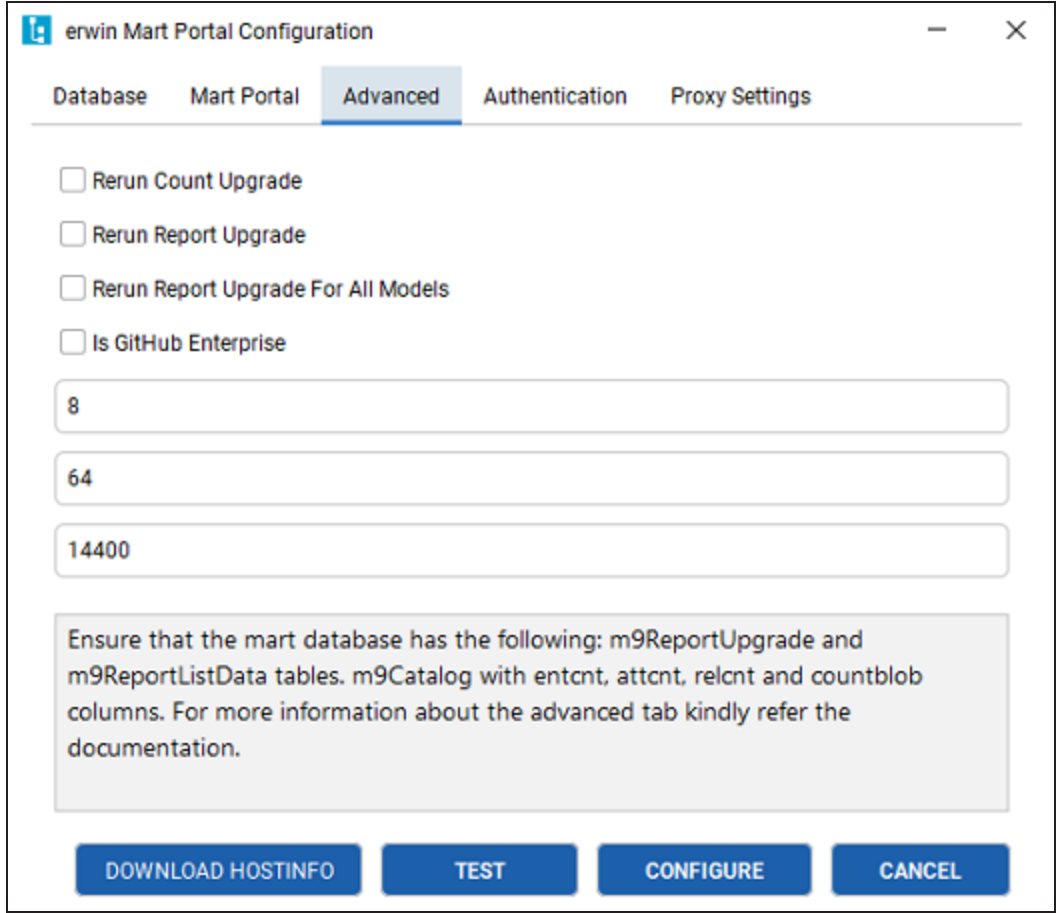 erwin Mart Portal Configuration
Database Mart Portal Advanced Authentication Proxy Settings
Rerun Count Upgrade
Rerun Report Upgrade
Rerun Report Upgrade For All Models
Is GitHub Enterprise
8
64
14400
Ensure that the mart database has the following: m9ReportUpgrade and
m9ReportListData tables. m9Catalog with entcnt, attcnt, relcnt and countblob
columns. For more information about the advanced tab kindly refer the
documentation.
DOWNLOAD HOSTINFO TEST CONFIGURE CANCEL